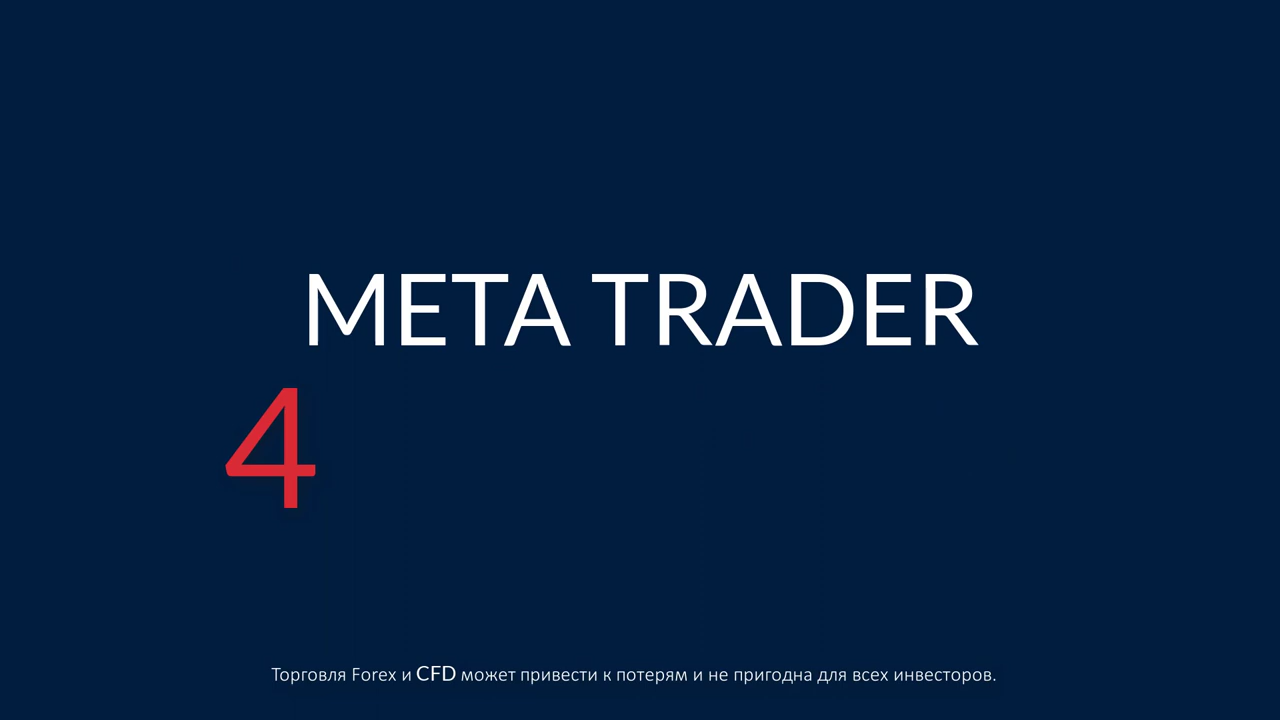 META TRADER
4
Торговля Forex и CFD может привести к потерям и не пригодна для всех инвесторов.